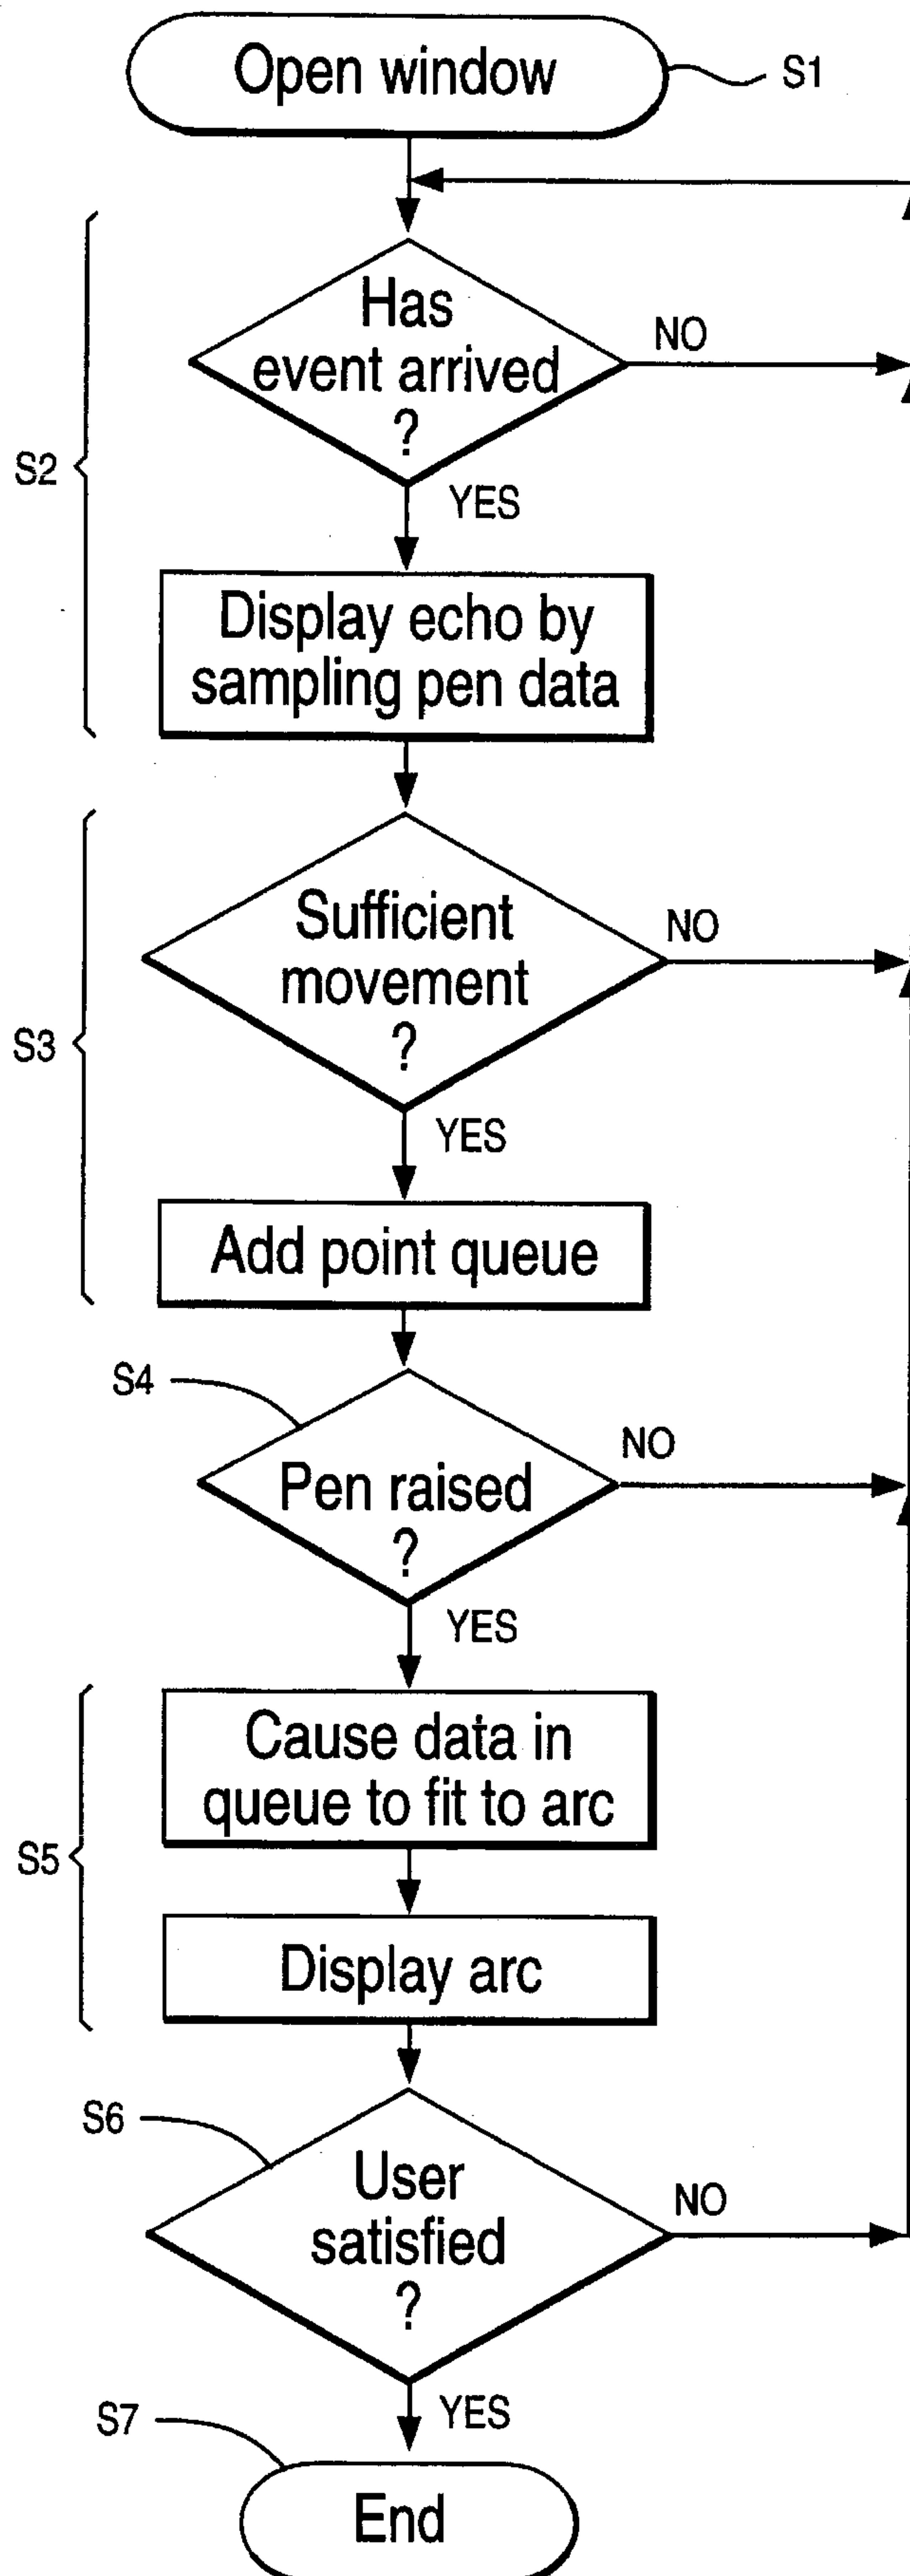 Open window
S1
Has
event arrived
?
NO
YES
S2
Display echo by
sampling pen data
Sufficient
movement
?
NO
YES
S3
Add point queue
S4
Pen raised
?
NO
YES
Cause data in
queue to fit to arc
S5
Display arc
S6
User
satisfied
?
NO
YES
S7
End